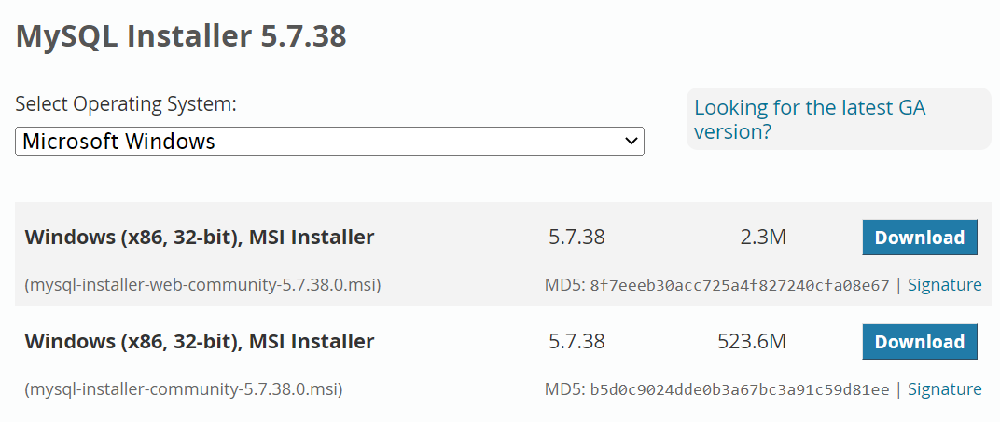 MySQL Installer 5.7.38
Select Operating System:
Looking for the latest GA
version?
Microsoft Windows
Windows (x86, 32-bit), MSI Installer 5.7.38 2.3M Download
(mysql-installer-web-community-5.7.38.0.msi) MD5: 8f7eeeb30acc725a4f827240cfa08e67 | Signature
Windows (x86, 32-bit), MSI Installer 5.7.38 523.6M Download
(mysql-installer-community-5.7.38.0.msi) MD5: b5d0c9024dde0b3a67bc3a91c59d81ee | Signature